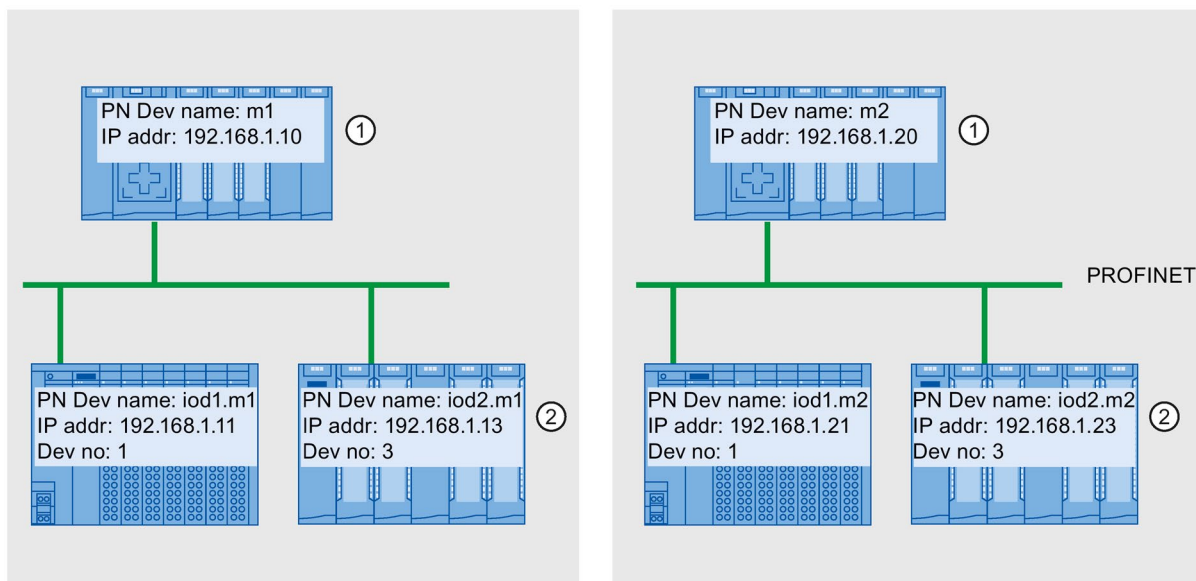 PN Dev name: m1
IP addr: 192.168.1.10
①
PN Dev name: iod1.m1
IP addr: 192.168.1.11
Dev no: 1
PN Dev name: iod2.m1
IP addr: 192.168.1.13
Dev no: 3
②
PN Dev name: m2
IP addr: 192.168.1.20
①
PROFINET
PN Dev name: iod1.m2
IP addr: 192.168.1.21
Dev no: 1
PN Dev name: iod2.m2
IP addr: 192.168.1.23
Dev no: 3
②